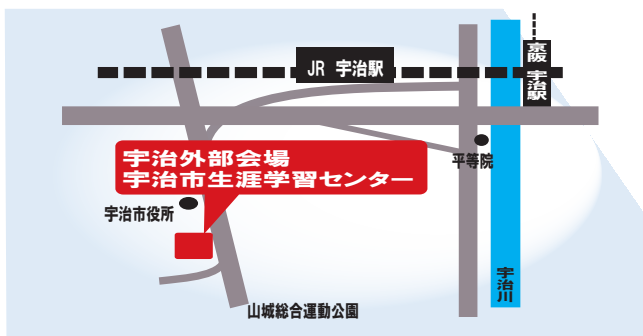 JR 宇治駅
京阪 宇治駅
平等院
宇治外部会場
宇治市生涯学習センター
宇治市役所
宇治川
山城総合運動公園